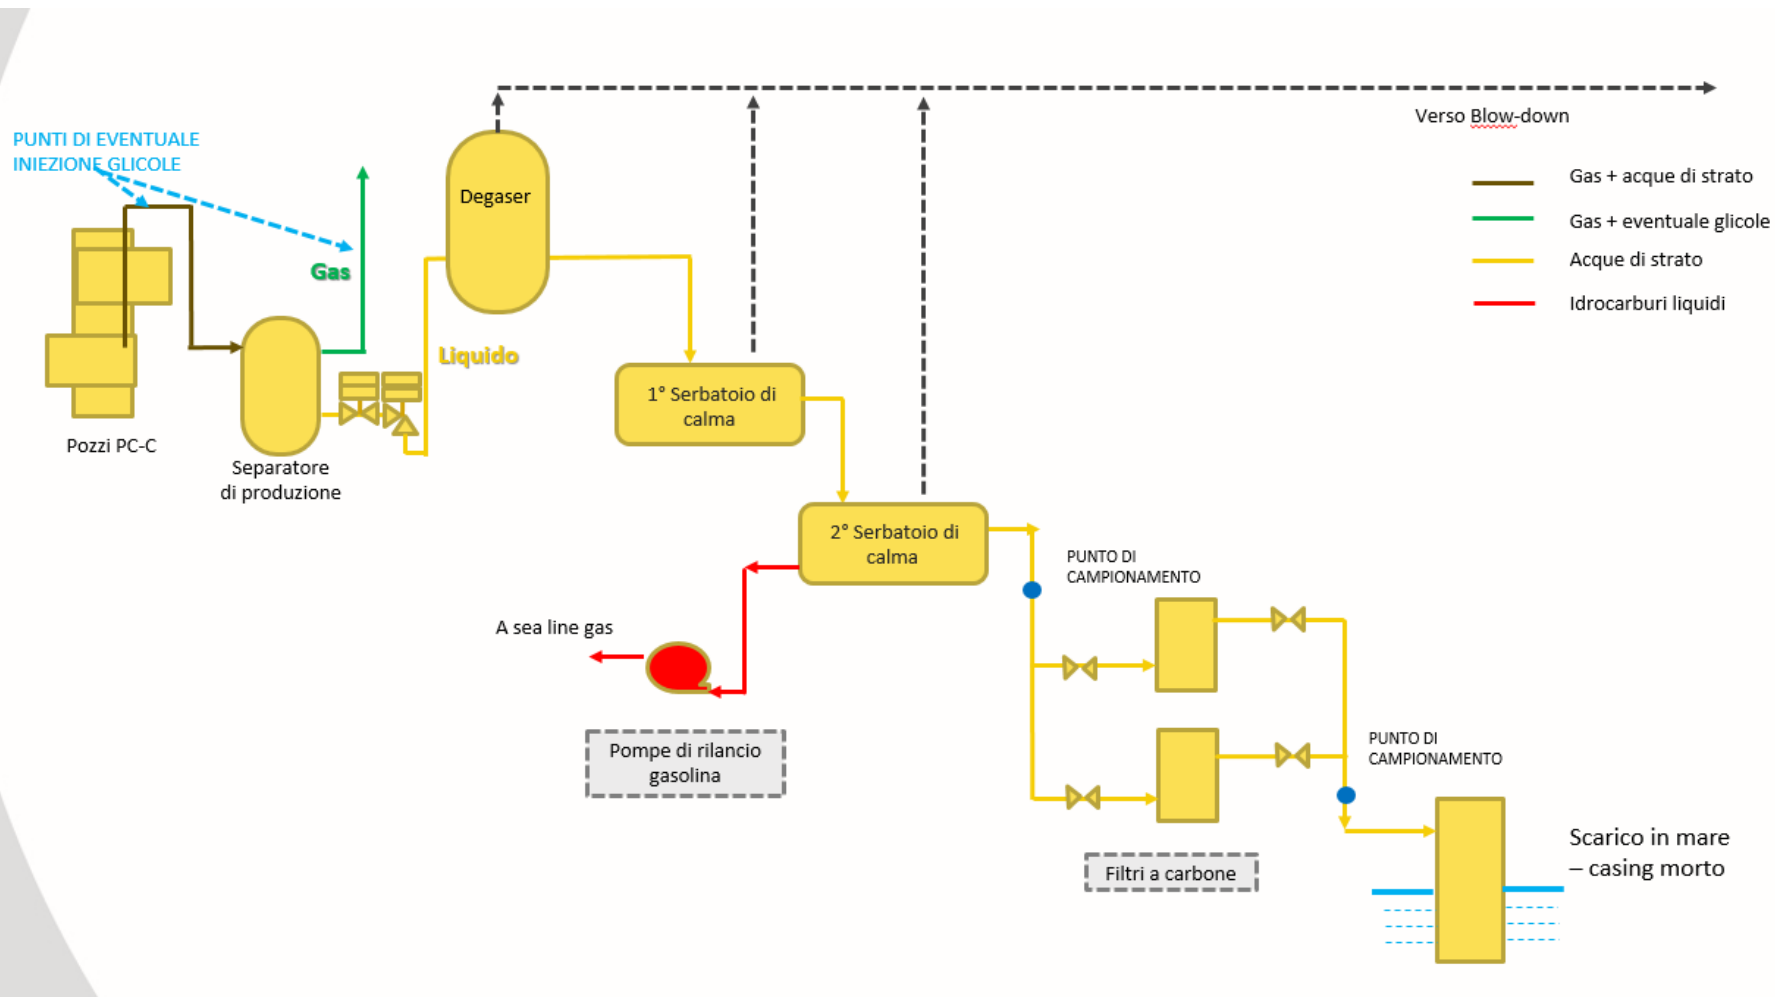 PUNTI DI EVENTUALE
INIEZIONE GLICOLE
Verso Blow-down
Degaser
Gas + acque di strato
Gas + eventuale glicole
Acque di strato
Idrocarburi liquidi
Gas
Liquido
Pozzi PC-C
Separatore
di produzione
1° Serbatoio di
calma
2° Serbatoio di
calma
PUNTO DI
CAMPIONAMENTO
A sea line gas
Pompe di rilancio
gasolina
PUNTO DI
CAMPIONAMENTO
Filtri a carbone
Scarico in mare
– casing morto